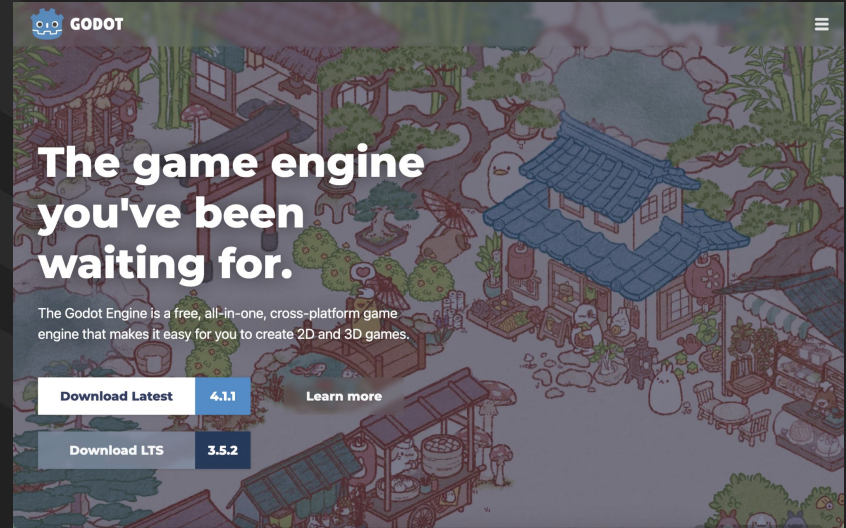 GODOT
The game engine
you've been
waiting for.
The Godot Engine is a free, all-in-one, cross-platform game
engine that makes it easy for you to create 2D and 3D games.
Download Latest 4.1.1 Learn more
Download LTS 3.5.2